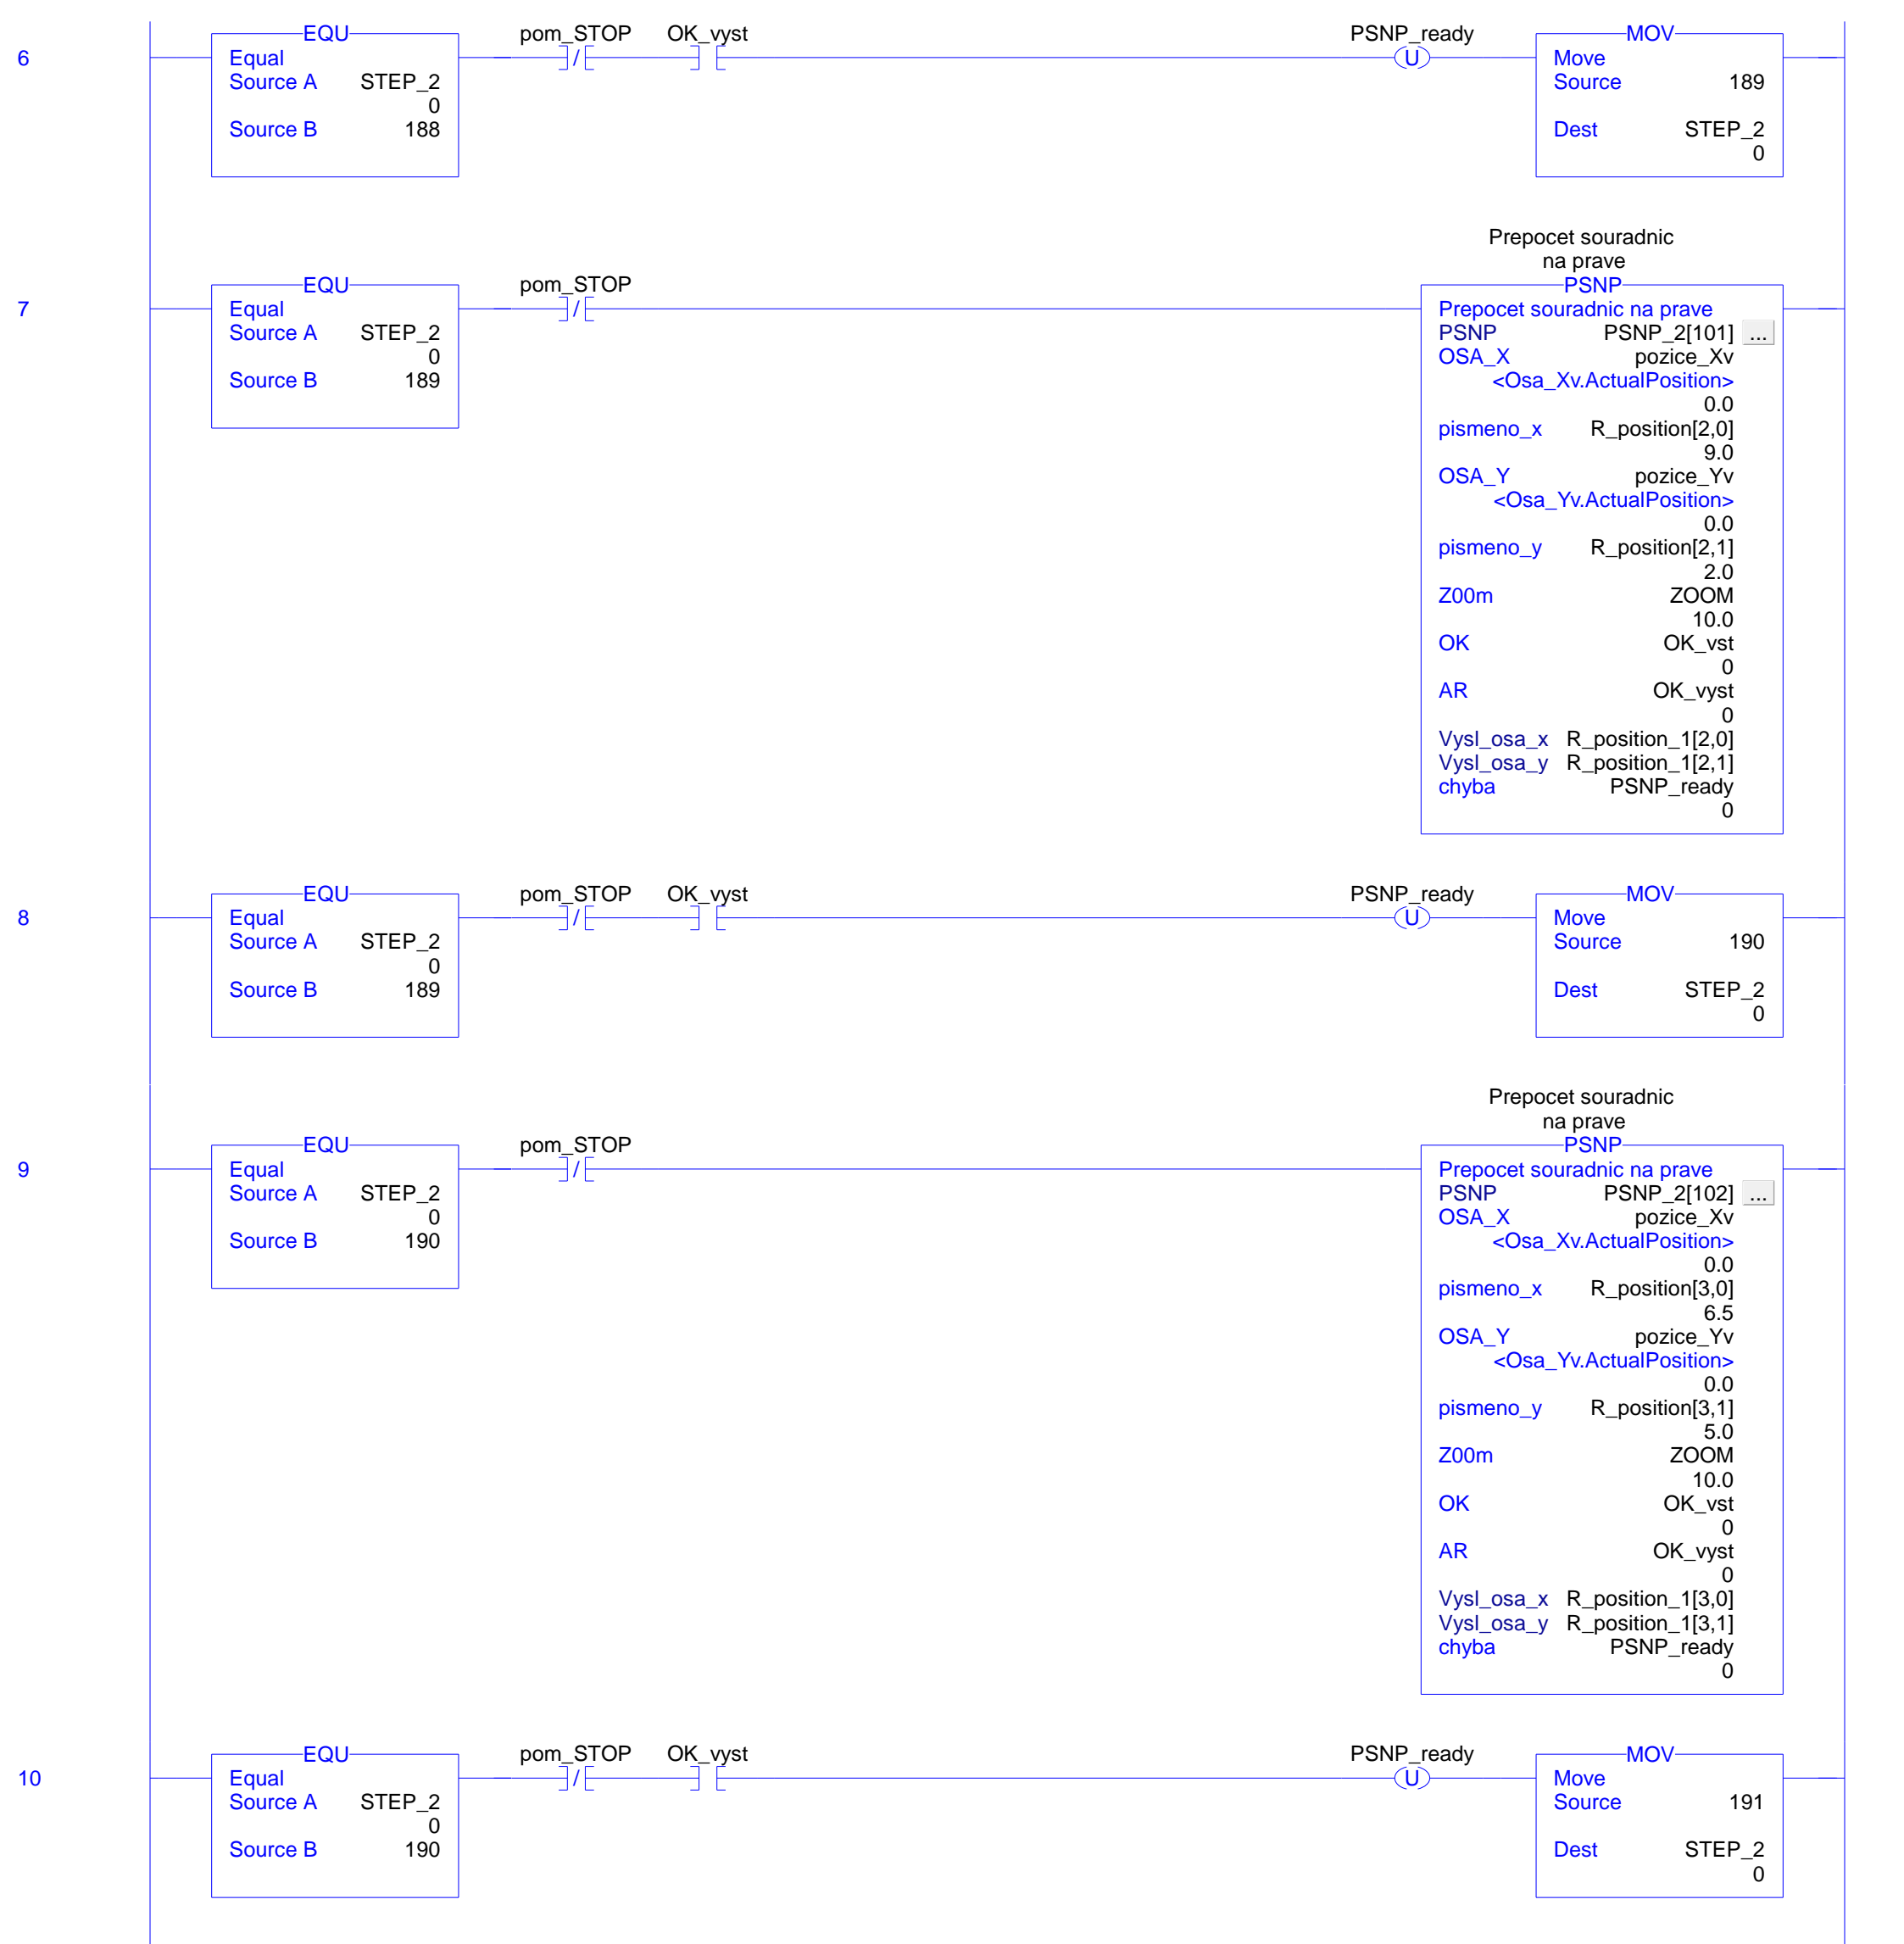 EQU pom_STOP OK_vyst PSNP_ready MOV
6 Equal / U Move
Source A STEP_2 Source 189
0
Source B 188 Dest STEP_2
0
Prepocet souradnic
na prave
EQU pom_STOP PSNP
7 Equal / Prepocet souradnic na prave
Source A STEP_2 PSNP PSNP_2[101] ...
0 OSA_X pozice_Xv
Source B 189 <Osa_Xv.ActualPosition>
0.0
pismeno_x R_position[2,0]
9.0
OSA_Y pozice_Yv
<Osa_Yv.ActualPosition>
0.0
pismeno_y R_position[2,1]
2.0
Z00m ZOOM
10.0
OK OK_vst
0
AR OK_vyst
0
Vysl_osa_x R_position_1[2,0]
Vysl_osa_y R_position_1[2,1]
chyba PSNP_ready
0
EQU pom_STOP OK_vyst PSNP_ready MOV
8 Equal / U Move
Source A STEP_2 Source 190
0
Source B 189 Dest STEP_2
0
Prepocet souradnic
na prave
EQU pom_STOP PSNP
9 Equal / Prepocet souradnic na prave
Source A STEP_2 PSNP PSNP_2[102] ...
0 OSA_X pozice_Xv
Source B 190 <Osa_Xv.ActualPosition>
0.0
pismeno_x R_position[3,0]
6.5
OSA_Y pozice_Yv
<Osa_Yv.ActualPosition>
0.0
pismeno_y R_position[3,1]
5.0
Z00m ZOOM
10.0
OK OK_vst
0
AR OK_vyst
0
Vysl_osa_x R_position_1[3,0]
Vysl_osa_y R_position_1[3,1]
chyba PSNP_ready
0
EQU pom_STOP OK_vyst PSNP_ready MOV
10 Equal / U Move
Source A STEP_2 Source 191
0
Source B 190 Dest STEP_2
0